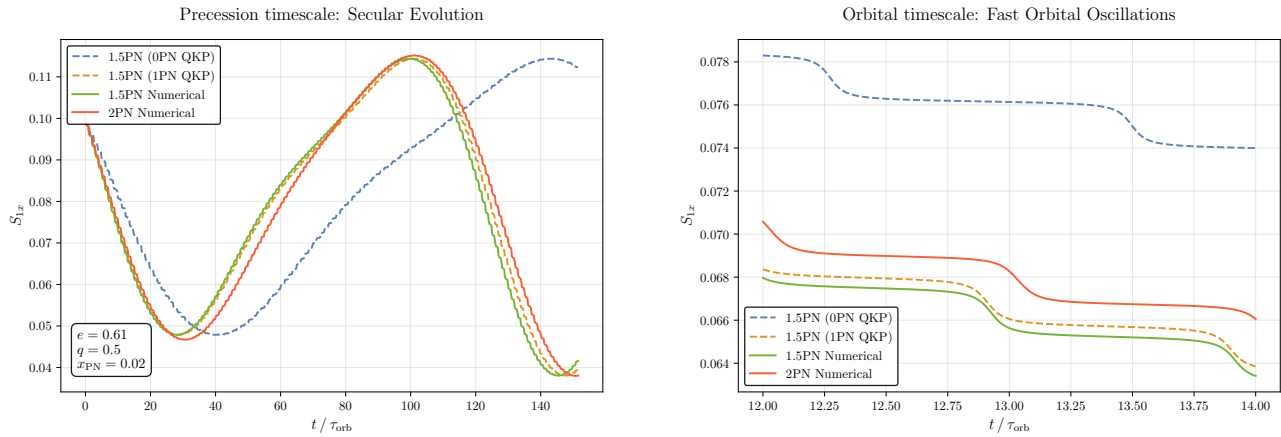 Precession timescale: Secular Evolution
1.5PN (0PN QKP)
1.5PN (1PN QKP)
1.5PN Numerical
2PN Numerical
S₁ₓ
0.11
0.10
0.09
0.08
0.07
0.06
0.05
0.04
e = 0.61
q = 0.5
x_PN = 0.02
0 20 40 60 80 100 120 140
t / τ_orb
Orbital timescale: Fast Orbital Oscillations
S₁ₓ
0.078
0.076
0.074
0.072
0.070
0.068
0.066
0.064
1.5PN (0PN QKP)
1.5PN (1PN QKP)
1.5PN Numerical
2PN Numerical
12.00 12.25 12.50 12.75 13.00 13.25 13.50 13.75 14.00
t / τ_orb